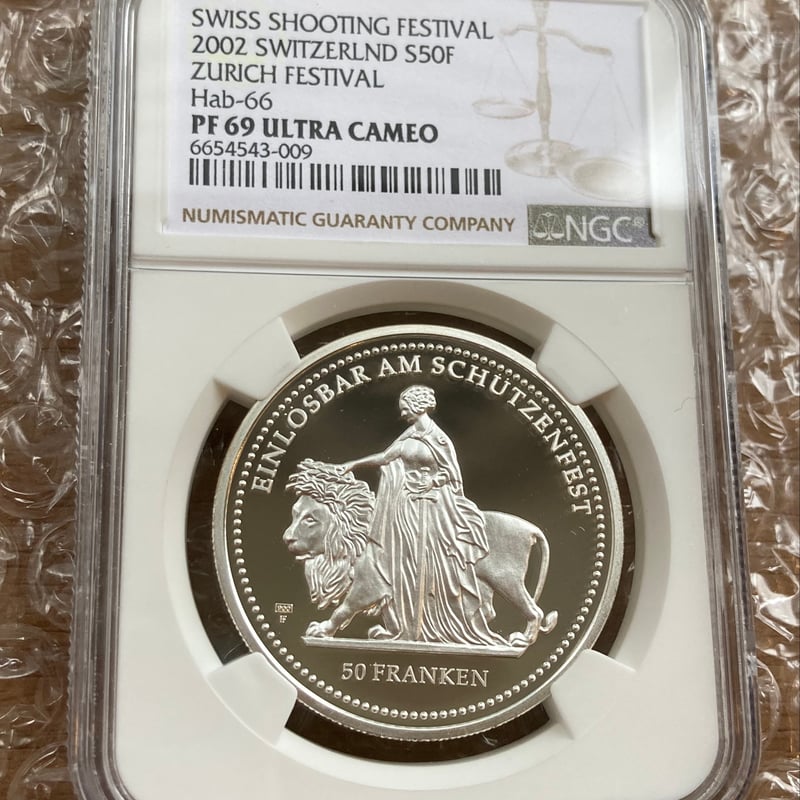 SWISS SHOOTING FESTIVAL
2002 SWITZERLND S50F
ZURICH FESTIVAL
Hab-66
PF 69 ULTRA CAMEO
6654543-009
NUMISMATIC GUARANTY COMPANY
NGC®
EINLÖSBAR AM SCHÜTZENFEST
50 FRANKEN